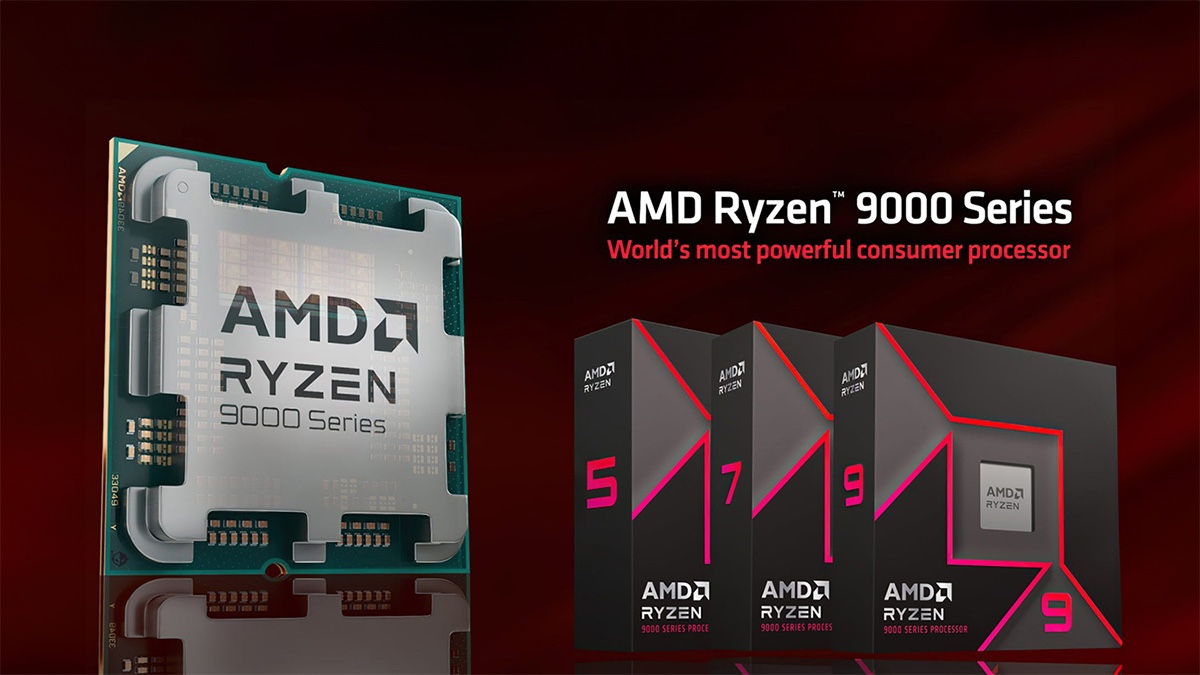 AMD Ryzen™ 9000 Series
World's most powerful consumer processor
AMD
RYZEN
9000 Series
33049 Y
AMD
RYZEN
5
AMD
RYZEN
9000 SERIES PROCE
AMD
RYZEN
7
AMD
RYZEN
9000 SERIES PROCES
AMD
RYZEN
9
AMD
RYZEN
AMD
RYZEN
9000 SERIES PROCESSOR
9